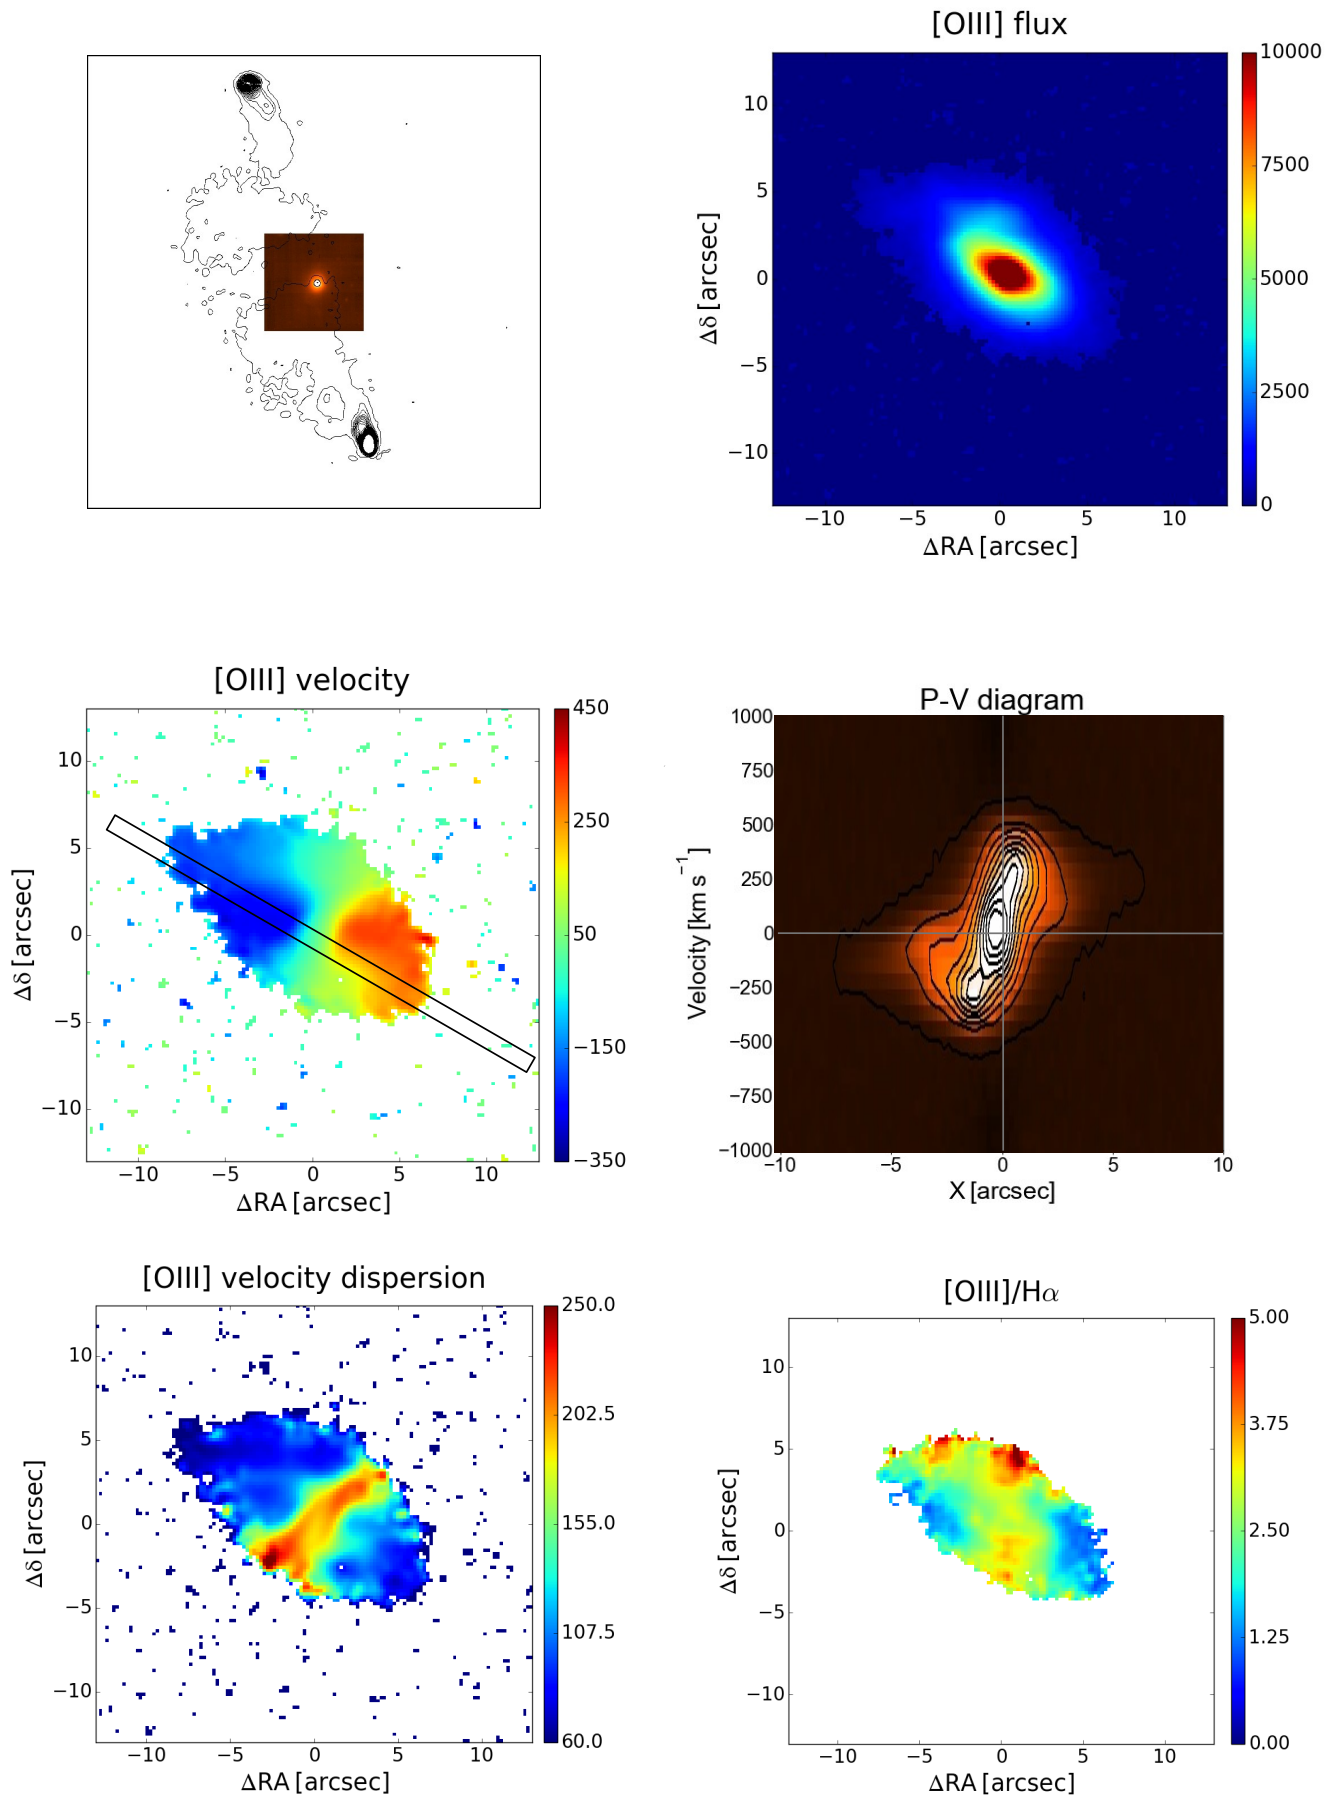 [OIII] flux
10
5
0
−5
−10
Δδ [arcsec]
−10 −5 0 5 10
ΔRA [arcsec]
10000
7500
5000
2500
0
[OIII] velocity
10
5
0
−5
−10
Δδ [arcsec]
−10 −5 0 5 10
ΔRA [arcsec]
450
250
50
−150
−350
P-V diagram
1000
750
500
250
0
−250
−500
−750
−1000
Velocity [km s⁻¹]
−10 −5 0 5 10
X [arcsec]
[OIII] velocity dispersion
10
5
0
−5
−10
Δδ [arcsec]
−10 −5 0 5 10
ΔRA [arcsec]
250.0
202.5
155.0
107.5
60.0
[OIII]/Hα
10
5
0
−5
−10
Δδ [arcsec]
−10 −5 0 5 10
ΔRA [arcsec]
5.00
3.75
2.50
1.25
0.00